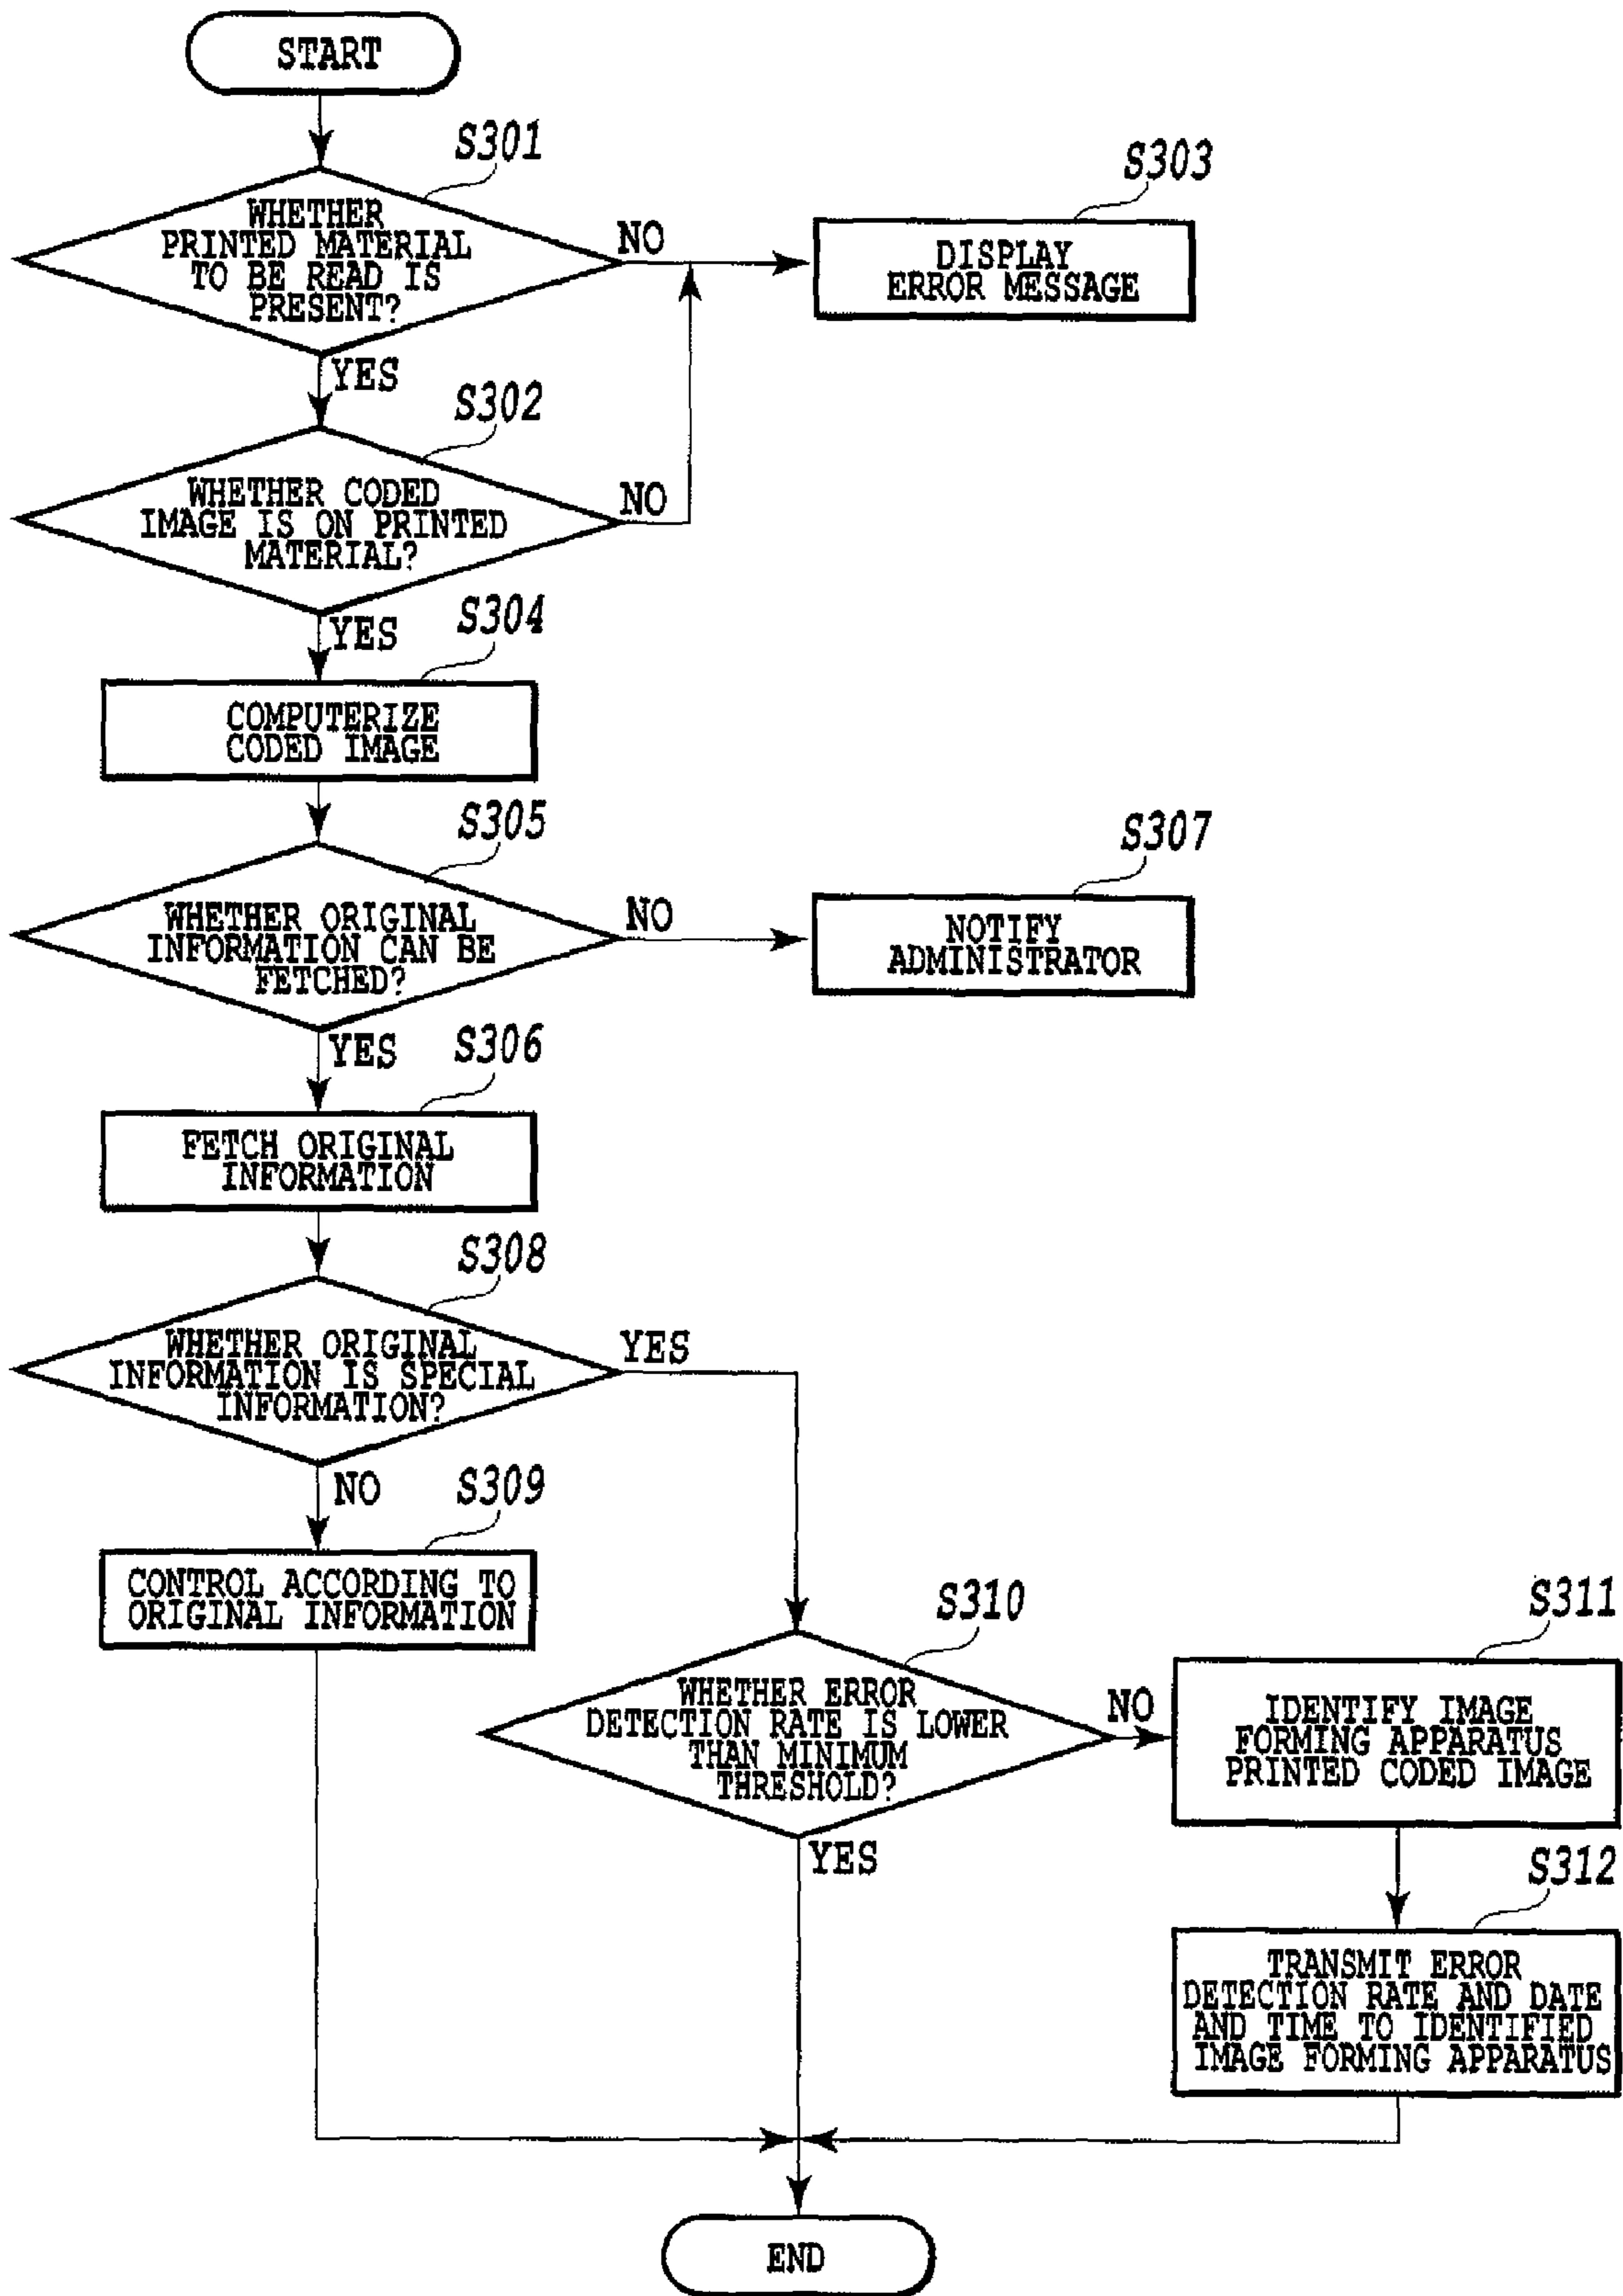 START
S301
WHETHER
PRINTED MATERIAL
TO BE READ IS
PRESENT?
NO
S303
DISPLAY
ERROR MESSAGE
YES
S302
WHETHER CODED
IMAGE IS ON PRINTED
MATERIAL?
NO
YES
S304
COMPUTERIZE
CODED IMAGE
S305
WHETHER ORIGINAL
INFORMATION CAN BE
FETCHED?
NO
S307
NOTIFY
ADMINISTRATOR
YES
S306
FETCH ORIGINAL
INFORMATION
S308
WHETHER ORIGINAL
INFORMATION IS SPECIAL
INFORMATION?
YES
NO
S309
CONTROL ACCORDING TO
ORIGINAL INFORMATION
S310
WHETHER ERROR
DETECTION RATE IS LOWER
THAN MINIMUM
THRESHOLD?
NO
S311
IDENTIFY IMAGE
FORMING APPARATUS
PRINTED CODED IMAGE
YES
S312
TRANSMIT ERROR
DETECTION RATE AND DATE
AND TIME TO IDENTIFIED
IMAGE FORMING APPARATUS
END